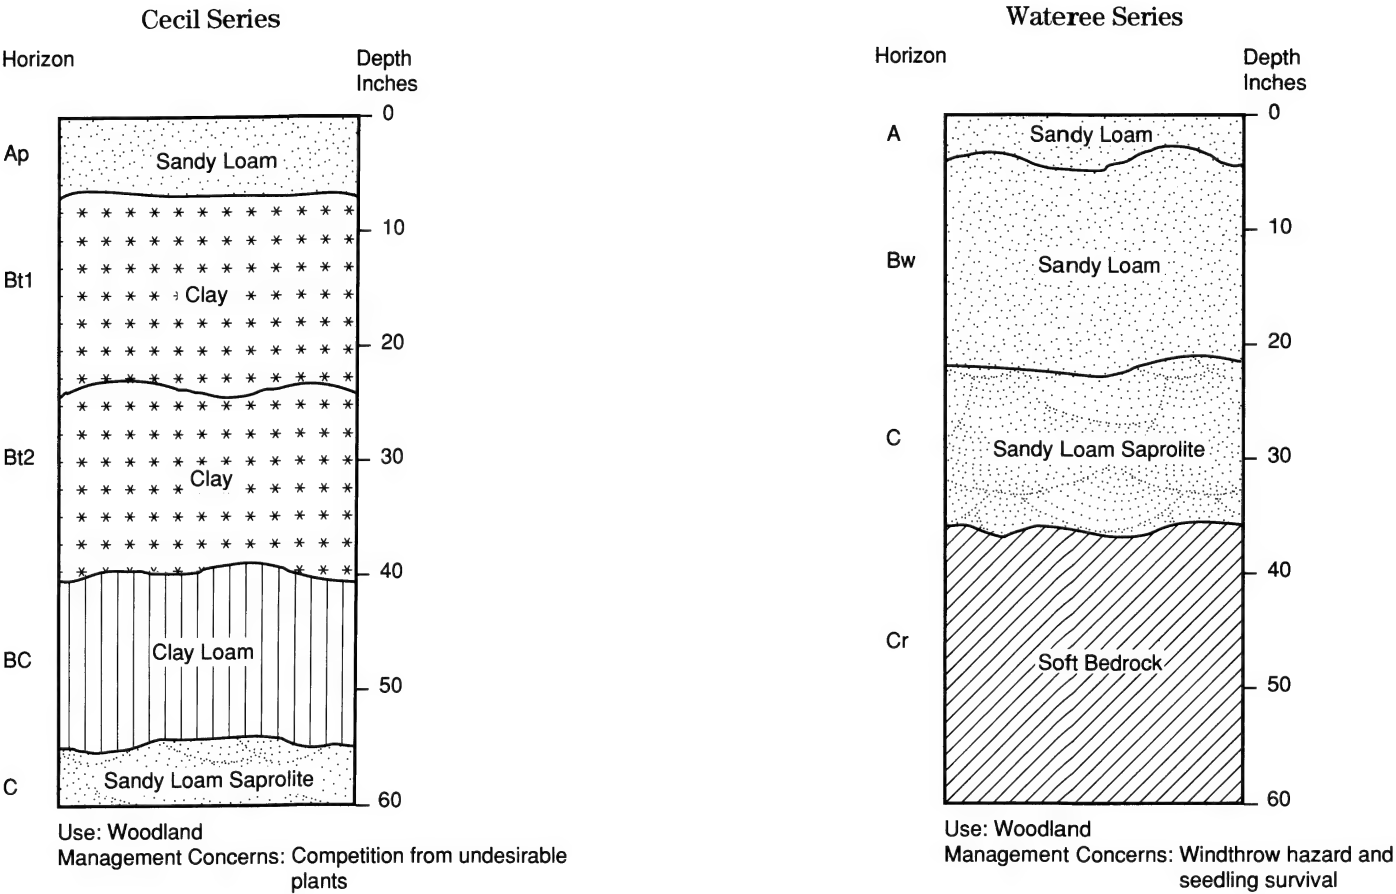 Cecil Series
Horizon
Depth
Inches
0
Ap
Sandy Loam
10
Bt1
Clay
20
Bt2
30
Clay
40
BC
Clay Loam
50
C
Sandy Loam Saprolite
60
Use: Woodland
Management Concerns: Competition from undesirable
plants
Wateree Series
Horizon
Depth
Inches
0
A
Sandy Loam
10
Bw
Sandy Loam
20
C
Sandy Loam Saprolite
30
40
Cr
Soft Bedrock
50
60
Use: Woodland
Management Concerns: Windthrow hazard and
seedling survival